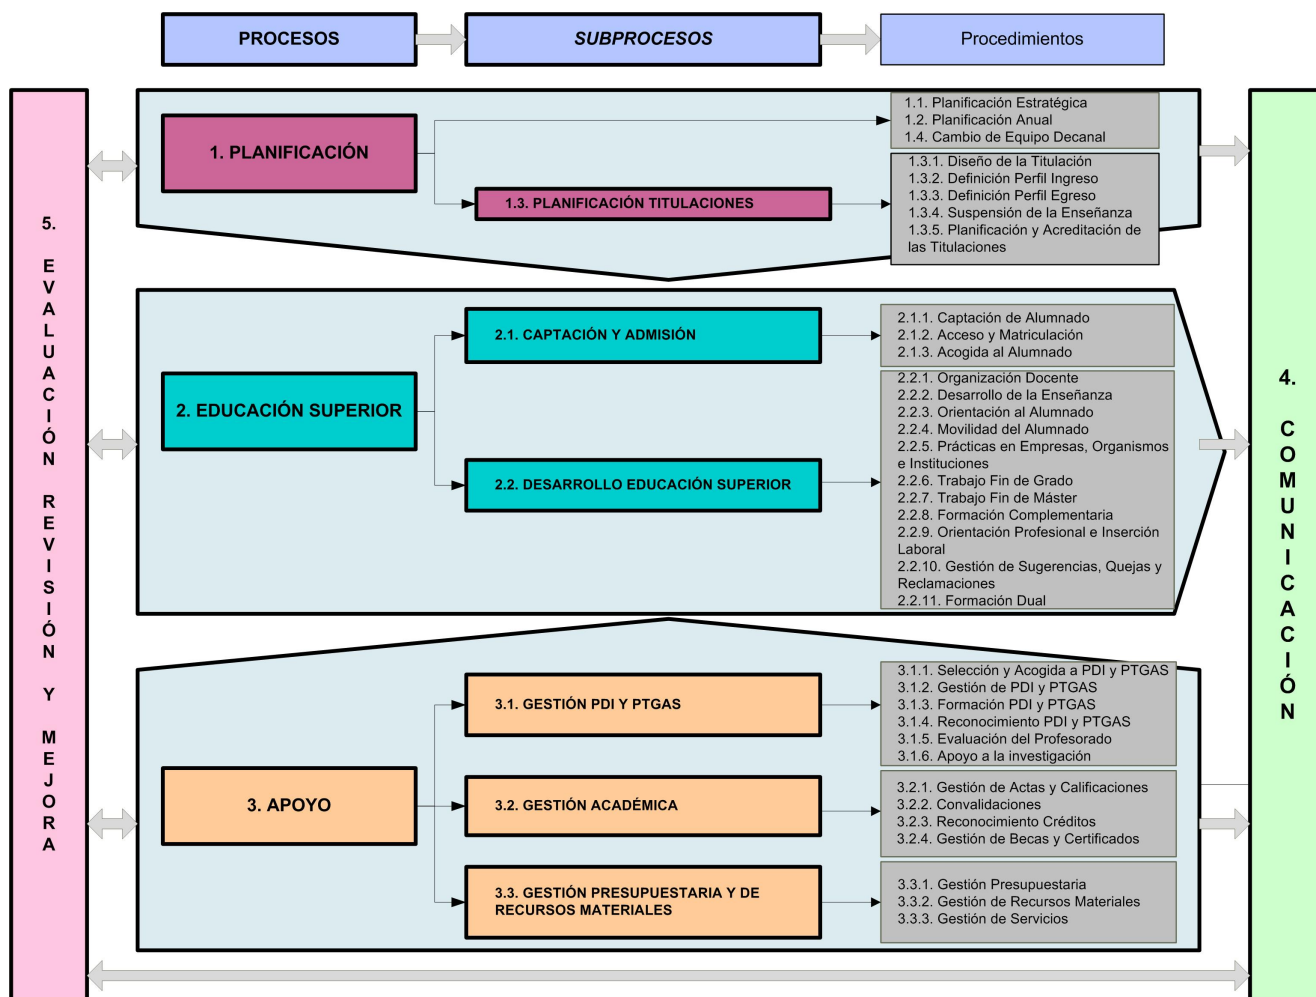 PROCESOS
SUBPROCESOS
Procedimientos
5.
EVALUACIÓN REVISIÓN Y MEJORA
1. PLANIFICACIÓN
1.1. Planificación Estratégica
1.2. Planificación Anual
1.4. Cambio de Equipo Decanal
1.3. PLANIFICACIÓN TITULACIONES
1.3.1. Diseño de la Titulación
1.3.2. Definición Perfil Ingreso
1.3.3. Definición Perfil Egreso
1.3.4. Suspensión de la Enseñanza
1.3.5. Planificación y Acreditación de
las Titulaciones
2. EDUCACIÓN SUPERIOR
2.1. CAPTACIÓN Y ADMISIÓN
2.1.1. Captación de Alumnado
2.1.2. Acceso y Matriculación
2.1.3. Acogida al Alumnado
2.2. DESARROLLO EDUCACIÓN SUPERIOR
2.2.1. Organización Docente
2.2.2. Desarrollo de la Enseñanza
2.2.3. Orientación al Alumnado
2.2.4. Movilidad del Alumnado
2.2.5. Prácticas en Empresas, Organismos
e Instituciones
2.2.6. Trabajo Fin de Grado
2.2.7. Trabajo Fin de Máster
2.2.8. Formación Complementaria
2.2.9. Orientación Profesional e Inserción
Laboral
2.2.10. Gestión de Sugerencias, Quejas y
Reclamaciones
2.2.11. Formación Dual
3. APOYO
3.1. GESTIÓN PDI Y PTGAS
3.1.1. Selección y Acogida a PDI y PTGAS
3.1.2. Gestión de PDI y PTGAS
3.1.3. Formación PDI y PTGAS
3.1.4. Reconocimiento PDI y PTGAS
3.1.5. Evaluación del Profesorado
3.1.6. Apoyo a la investigación
3.2. GESTIÓN ACADÉMICA
3.2.1. Gestión de Actas y Calificaciones
3.2.2. Convalidaciones
3.2.3. Reconocimiento Créditos
3.2.4. Gestión de Becas y Certificados
3.3. GESTIÓN PRESUPUESTARIA Y DE
RECURSOS MATERIALES
3.3.1. Gestión Presupuestaria
3.3.2. Gestión de Recursos Materiales
3.3.3. Gestión de Servicios
4.
COMUNICACIÓN